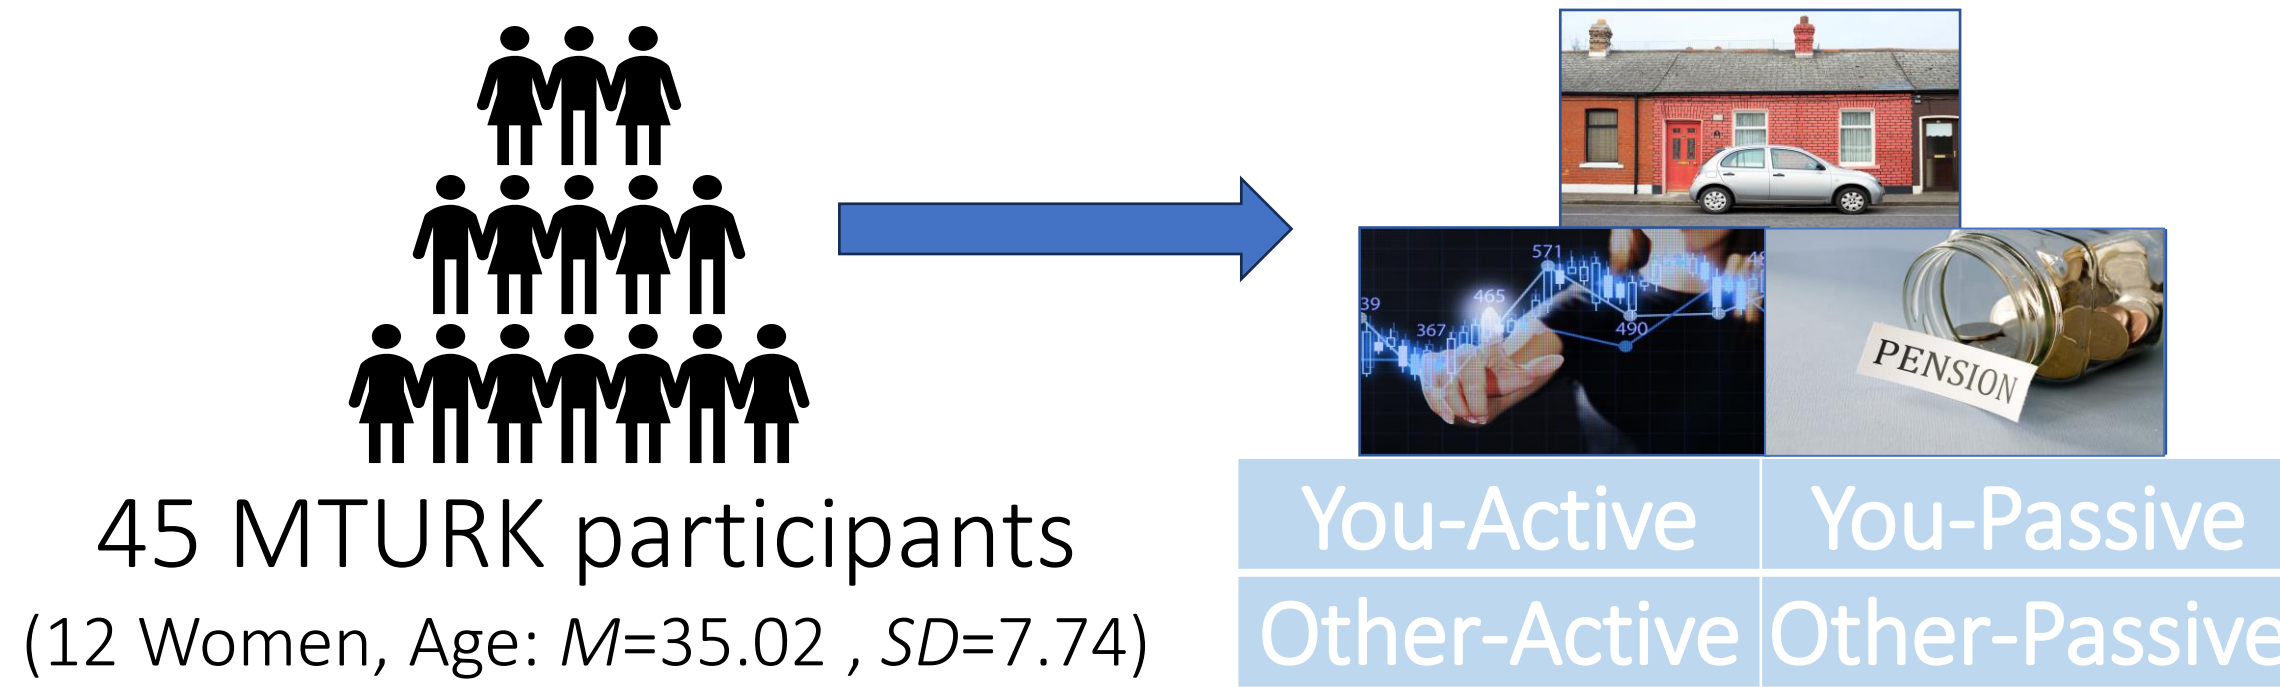 571
48
39
465
367
490
PENSION
45 MTURK participants
(12 Women, Age: M=35.02 , SD=7.74)
You-Active You-Passive
Other-Active Other-Passive